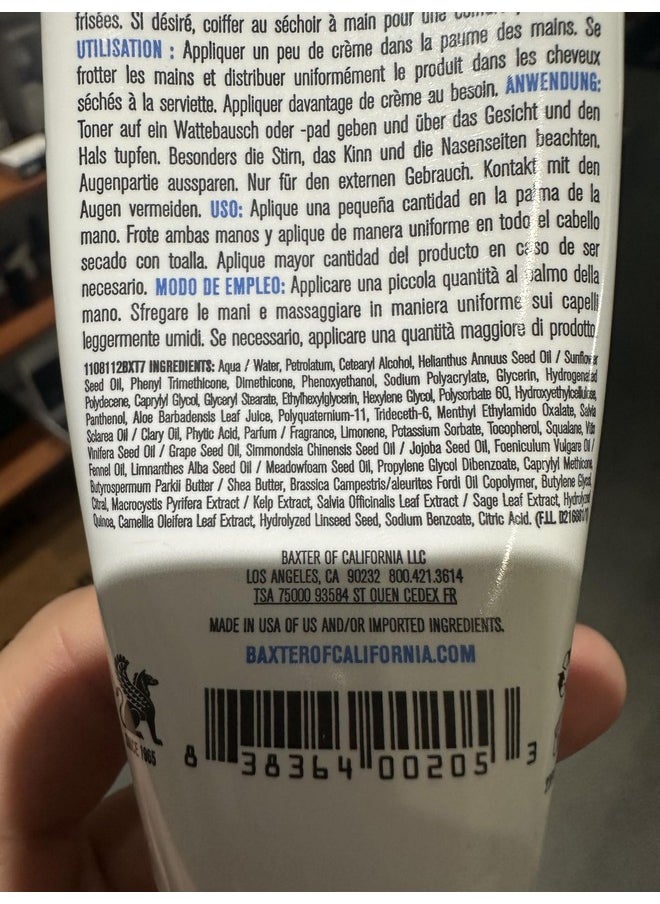 frisées. Si désiré, coiffer au séchoir à main pour une
UTILISATION : Appliquer un peu de crème dans la paume des mains. Se
frotter les mains et distribuer uniformément le produit dans les cheveux
séchés à la serviette. Appliquer davantage de crème au besoin. ANWENDUNG:
Toner auf ein Wattebausch oder -pad geben und über das Gesicht und den
Hals tupfen. Besonders die Stirn, das Kinn und die Nasenseiten beachten.
Augenpartie aussparen. Nur für den externen Gebrauch. Kontakt mit den
Augen vermeiden. USO: Aplique una pequeña cantidad en la palma de la
mano. Frote ambas manos y aplique de manera uniforme en todo el cabello
secado con toalla. Aplique mayor cantidad del producto en caso de ser
necesario. MODO DE EMPLEO: Applicare una piccola quantità al palmo della
mano. Sfregare le mani e massaggiare in maniera uniforme sui capelli
leggermente umidi. Se necessario, applicare una quantità maggiore di prodotto
1108112BXT7 INGREDIENTS: Aqua / Water, Petrolatum, Cetearyl Alcohol, Helianthus Annuus Seed Oil / Sunflower
Seed Oil, Phenyl Trimethicone, Dimethicone, Phenoxyethanol, Sodium Polyacrylate, Glycerin, Hydrogenated
Polydecene, Caprylyl Glycol, Glyceryl Stearate, Ethylhexylglycerin, Hexylene Glycol, Polysorbate 60, Hydroxyethylcellulose,
Panthenol, Aloe Barbadensis Leaf Juice, Polyquaternium-11, Trideceth-6, Menthyl Ethylamido Oxalate, Salvia
Sclarea Oil / Clary Oil, Phytic Acid, Parfum / Fragrance, Limonene, Potassium Sorbate, Tocopherol, Squalane, Vitis
Vinifera Seed Oil / Grape Seed Oil, Simmondsia Chinensis Seed Oil / Jojoba Seed Oil, Foeniculum Vulgare Oil /
Fennel Oil, Limnanthes Alba Seed Oil / Meadowfoam Seed Oil, Propylene Glycol Dibenzoate, Caprylyl Methicone,
Butyrospermum Parkii Butter / Shea Butter, Brassica Campestris/aleurites Fordi Oil Copolymer, Butylene Glycol,
Citral, Macrocystis Pyrifera Extract / Kelp Extract, Salvia Officinalis Leaf Extract / Sage Leaf Extract, Hydrolyzed
Quinoa, Camellia Oleifera Leaf Extract, Hydrolyzed Linseed Seed, Sodium Benzoate, Citric Acid. (F.I.L.
BAXTER OF CALIFORNIA LLC
LOS ANGELES, CA 90232 800.421.3614
TSA 75000 93584 ST OUEN CEDEX FR
MADE IN USA OF US AND/OR IMPORTED INGREDIENTS.
BAXTEROFCALIFORNIA.COM
1965
8 38364 00205 3